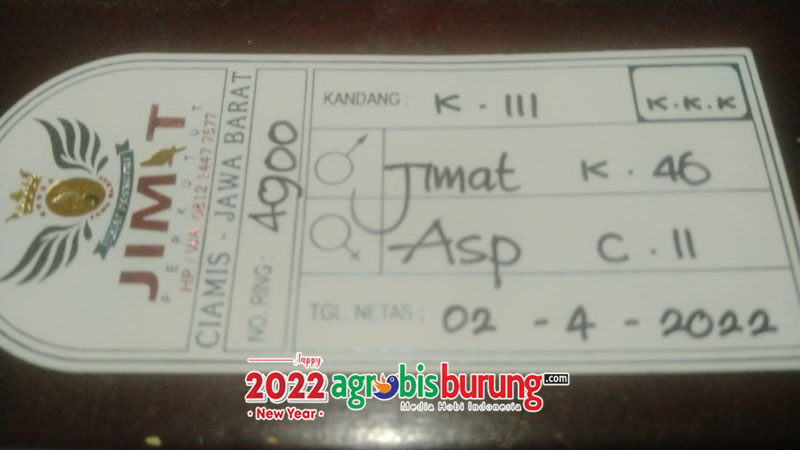 JIMAT
PERKUTUT
HP / WA. 0812 2447 7577
CIAMIS - JAWA BARAT
NO. RING : 4900
KANDANG : K . III
K.K.K
♂ Jimat K . 46
♀ Asp C . 11
TGL. NETAS : 02 - 4 - 2022
Happy
2022
New Year
agrobisburung.com
Media Hobi Indonesia